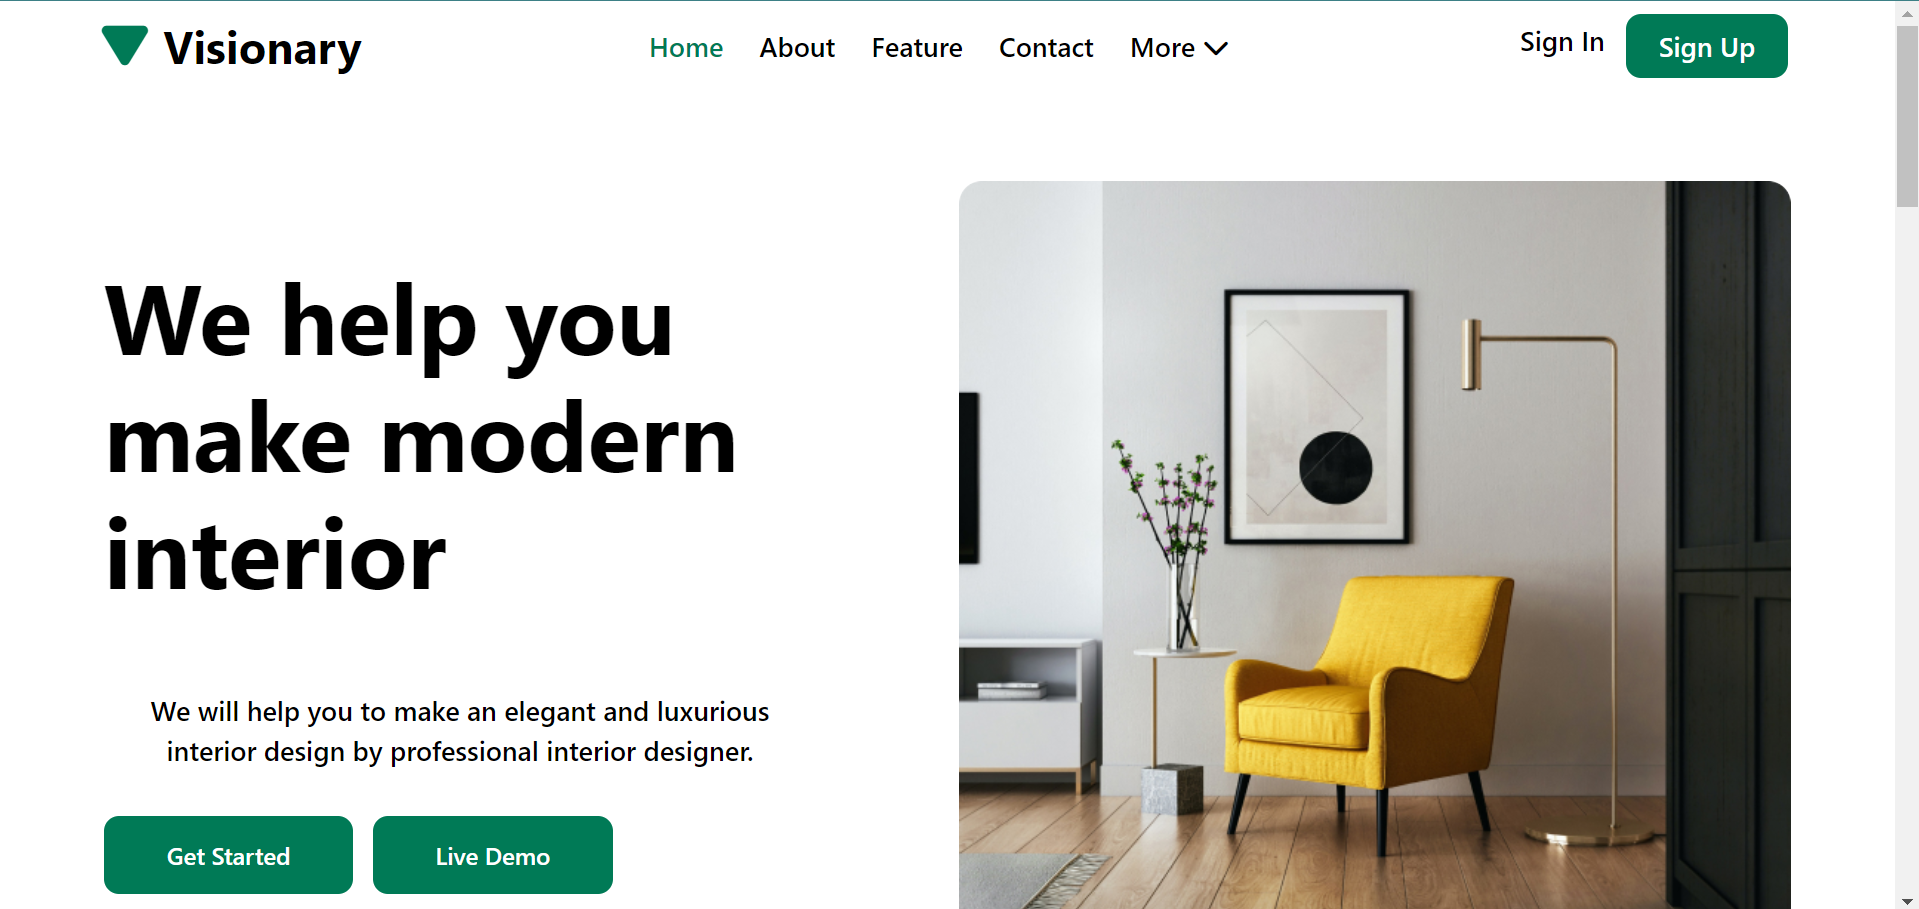 Visionary
Home About Feature Contact More
Sign In Sign Up
We help you
make modern
interior
We will help you to make an elegant and luxurious
interior design by professional interior designer.
Get Started Live Demo